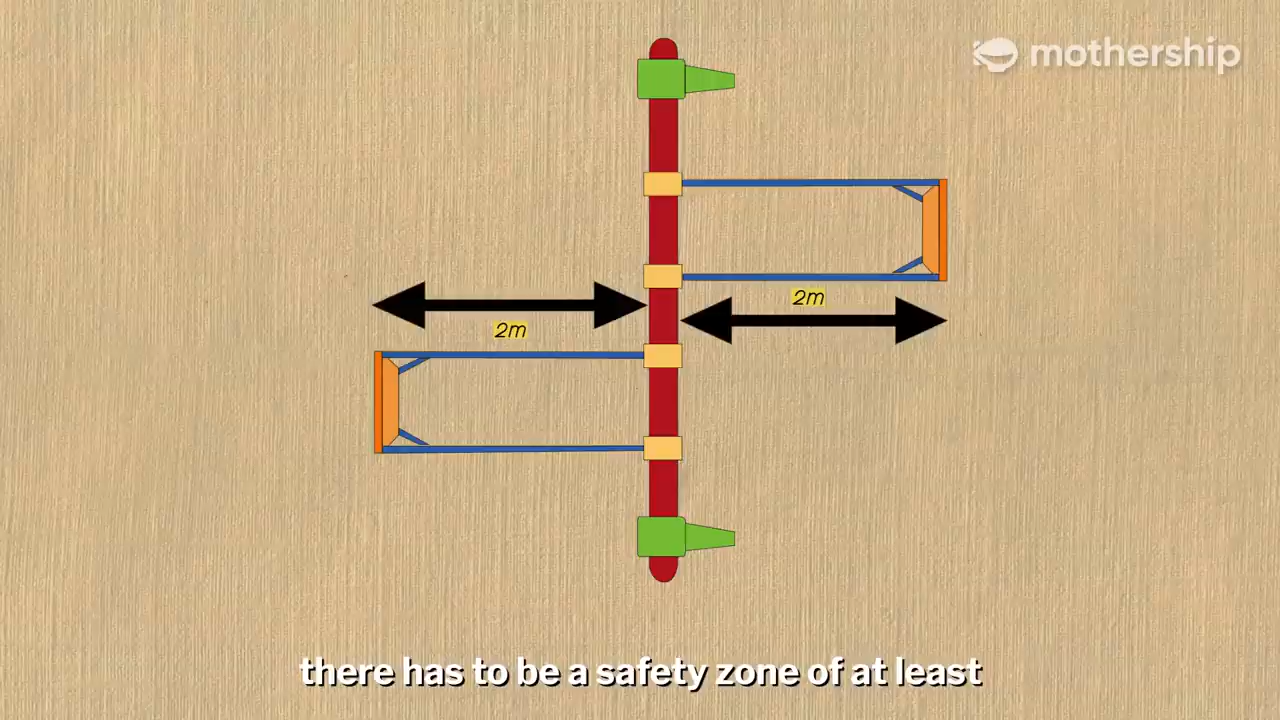 mothership
2m
2m
there has to be a safety zone of at least